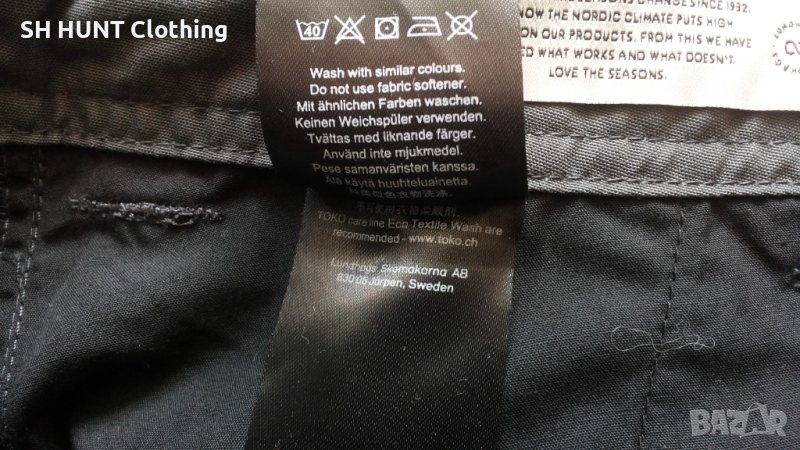 SH HUNT Clothing
40
Wash with similar colours.
Do not use fabric softener.
Mit ähnlichen Farben waschen.
Keinen Weichspüler verwenden.
Tvättas med liknande färger.
Använd inte mjukmedel.
Pese samanväristen kanssa.
Älä käytä huuhteluainetta.
TOKO care line Eco Textile Wash are
recommended - www.toko.ch
Lundhags Skomakarna AB
830 05 Järpen, Sweden
CHANGE SINCE 1932.
NOW THE NORDIC CLIMATE PUTS HIGH
ON OUR PRODUCTS. FROM THIS WE HAVE
ED WHAT WORKS AND WHAT DOESN'T.
LOVE THE SEASONS.
BAZAR